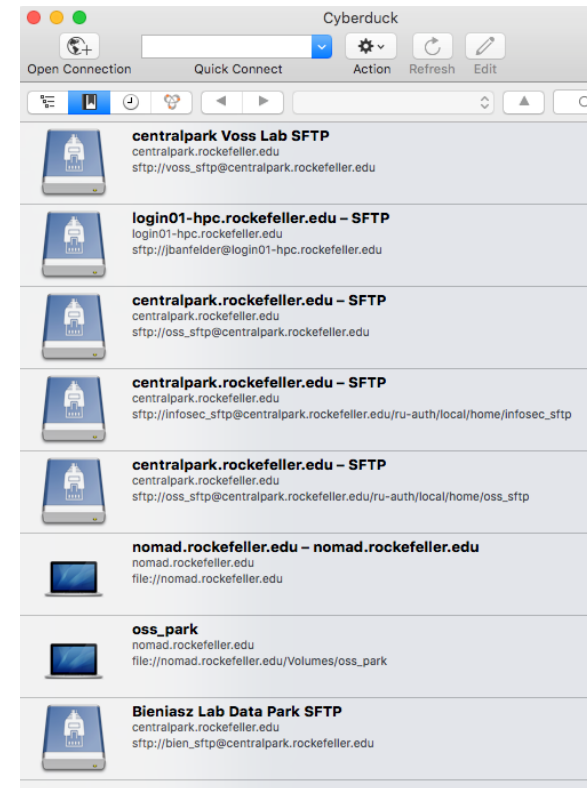 Cyberduck
Open Connection Quick Connect Action Refresh Edit
centralpark Voss Lab SFTP
centralpark.rockefeller.edu
sftp://voss_sftp@centralpark.rockefeller.edu
login01-hpc.rockefeller.edu – SFTP
login01-hpc.rockefeller.edu
sftp://jbanfelder@login01-hpc.rockefeller.edu
centralpark.rockefeller.edu – SFTP
centralpark.rockefeller.edu
sftp://oss_sftp@centralpark.rockefeller.edu
centralpark.rockefeller.edu – SFTP
centralpark.rockefeller.edu
sftp://infosec_sftp@centralpark.rockefeller.edu/ru-auth/local/home/infosec_sftp
centralpark.rockefeller.edu – SFTP
centralpark.rockefeller.edu
sftp://oss_sftp@centralpark.rockefeller.edu/ru-auth/local/home/oss_sftp
nomad.rockefeller.edu – nomad.rockefeller.edu
nomad.rockefeller.edu
file://nomad.rockefeller.edu
oss_park
nomad.rockefeller.edu
file://nomad.rockefeller.edu/Volumes/oss_park
Bieniasz Lab Data Park SFTP
centralpark.rockefeller.edu
sftp://bien_sftp@centralpark.rockefeller.edu